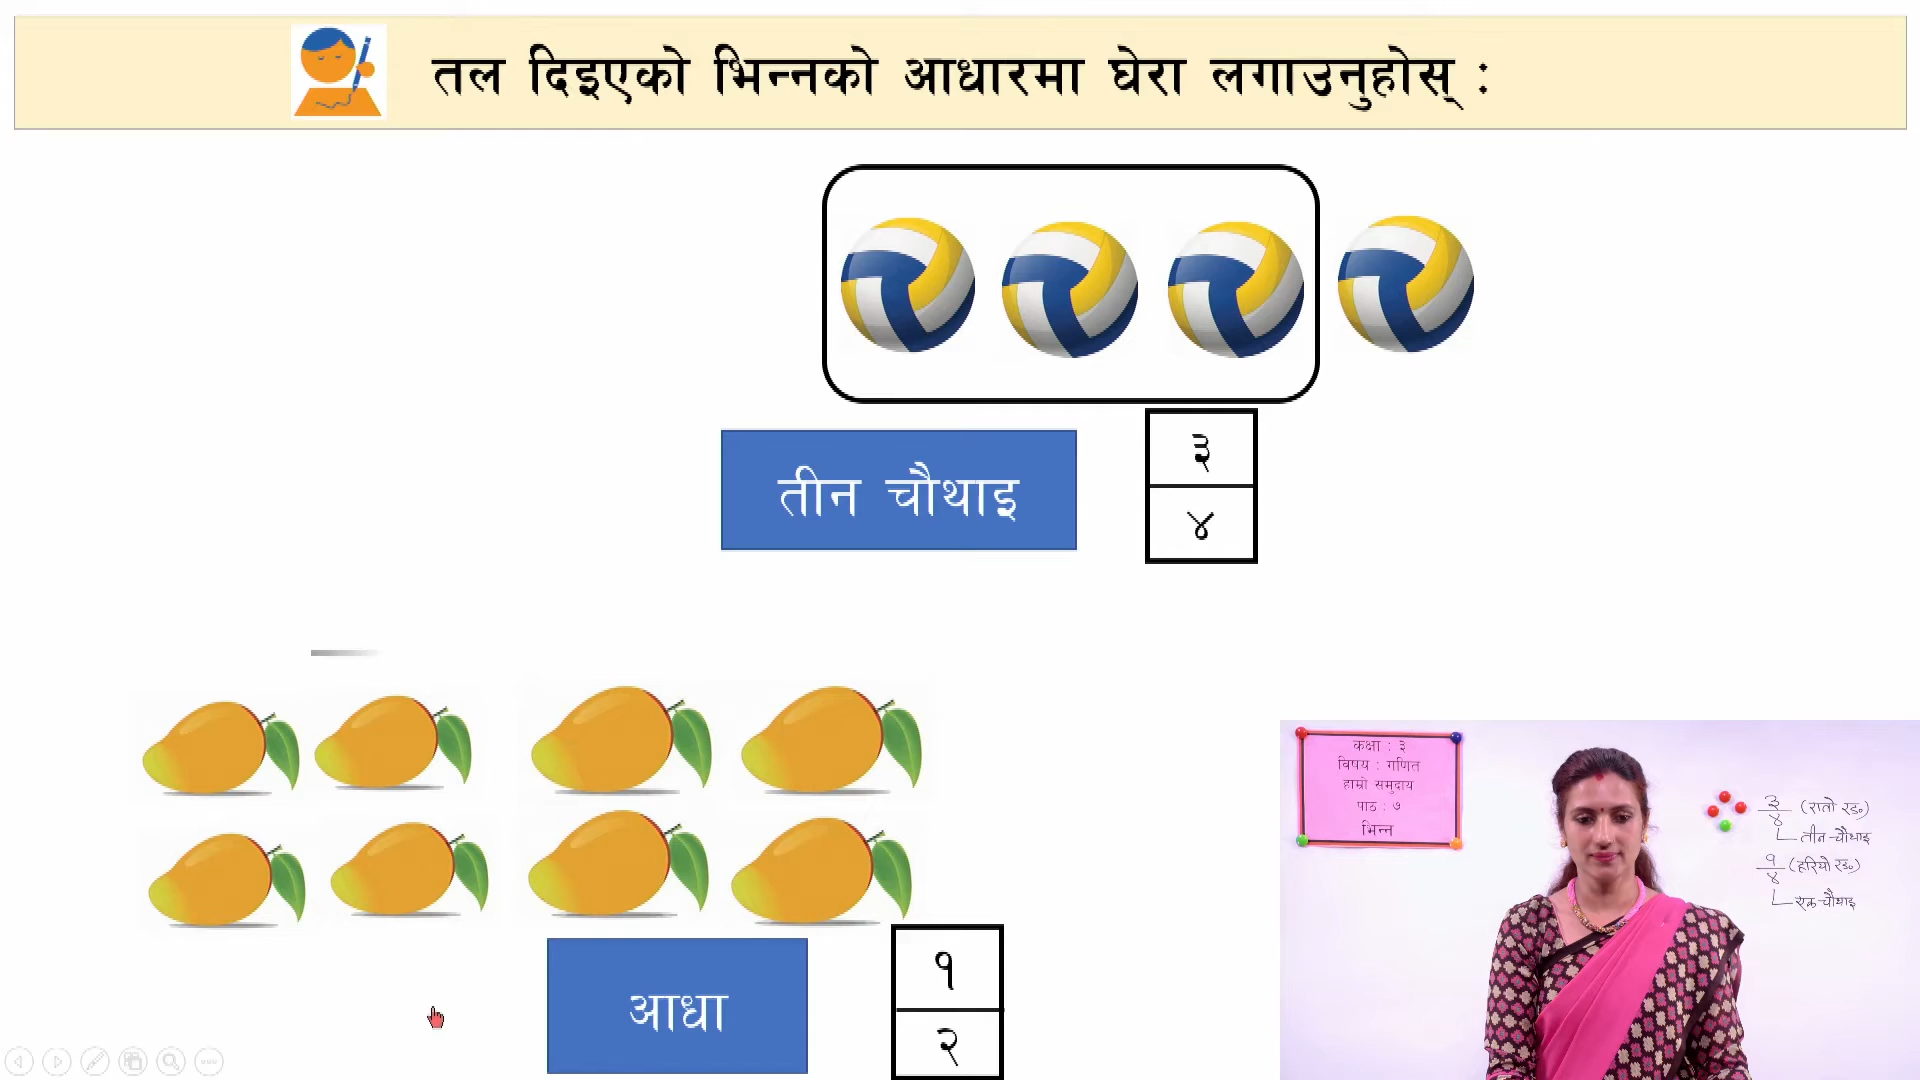 तल दिइएको भिन्नको आधारमा घेरा लगाउनुहोस् :
तीन चौथाइ
३
४
आधा
१
२
कक्षा : ३
विषय : गणित
हाम्रो समुदाय
पाठ : ७
भिन्न
३ (रातो रङ)
४
तीन-चौथाइ
१ (हरियो रङ)
४
एक-चौथाइ